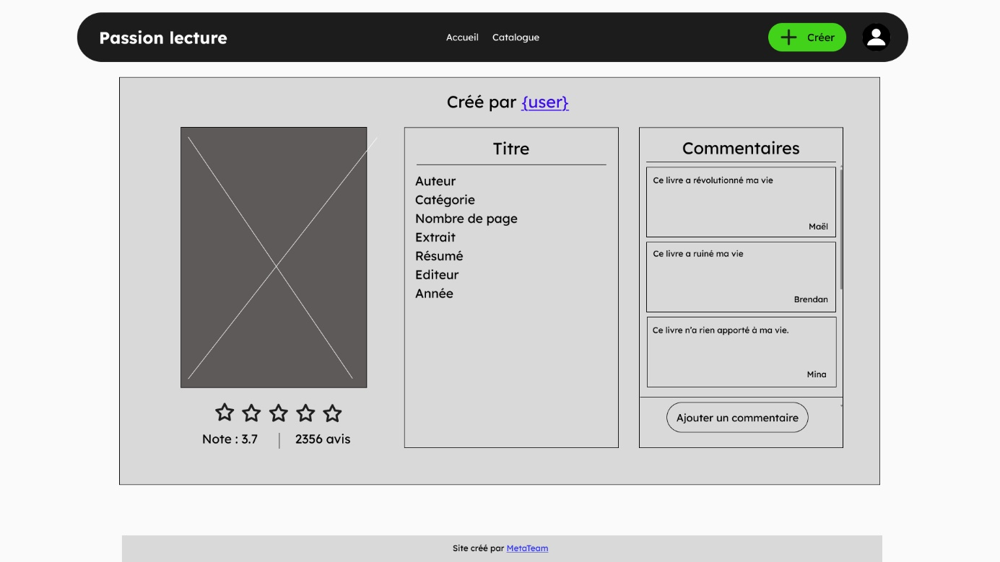 Passion lecture
Accueil
Catalogue
Créer
Créé par {user}
Note : 3.7
2356 avis
Titre
Auteur
Catégorie
Nombre de page
Extrait
Résumé
Editeur
Année
Commentaires
Ce livre a révolutionné ma vie
Maël
Ce livre a ruiné ma vie
Brendan
Ce livre n'a rien apporté à ma vie.
Mina
Ajouter un commentaire
Site créé par MetaTeam